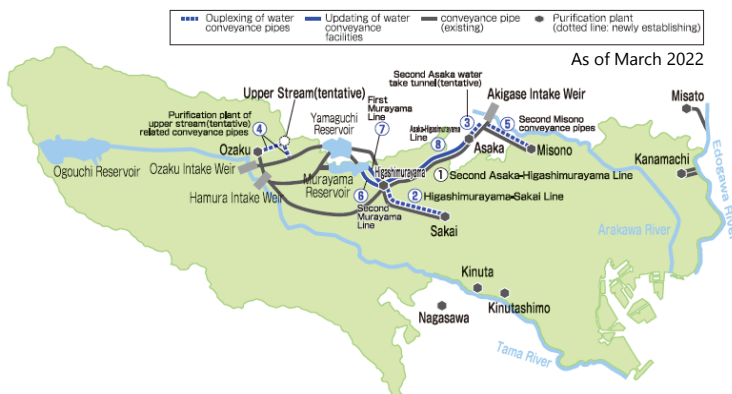 Duplexing of water
conveyance pipes
Updating of water
conveyance
facilities
conveyance pipe
(existing)
Purification plant
(dotted line: newly establishing)
As of March 2022
Second Asaka water
take tunnel(tentative)
Akigase Intake Weir
Misato
Upper Stream(tentative)
First
Murayama
Line
Purification plant of
upper stream(tentative)
related conveyance pipes
Yamaguchi
Reservoir
④
⑦
③
⑤
Second Misono
conveyance pipes
Asaka-Higashimurayama
Line
⑧
Ozaku
Asaka
Misono
Kanamachi
Edogawa River
Ogouchi Reservoir
Ozaku Intake Weir
Murayama
Reservoir
Higashimurayama
① Second Asaka-Higashimurayama Line
Hamura Intake Weir
⑥
Second
Murayama
Line
② Higashimurayama-Sakai Line
Sakai
Arakawa River
Kinuta
Kinutashimo
Nagasawa
Tama River